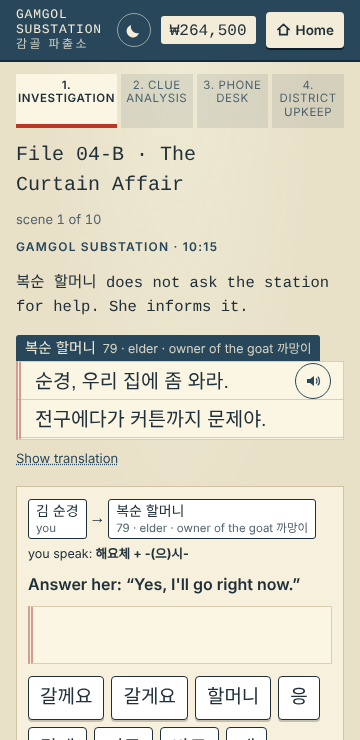 GAMGOL
SUBSTATION
감골 파출소
₩264,500
Home
1.
INVESTIGATION
2. CLUE
ANALYSIS
3. PHONE
DESK
4.
DISTRICT
UPKEEP
File 04-B · The
Curtain Affair
scene 1 of 10
GAMGOL SUBSTATION · 10:15
복순 할머니 does not ask the station
for help. She informs it.
복순 할머니 79 · elder · owner of the goat 까망이
순경, 우리 집에 좀 와라.
전구에다가 커튼까지 문제야.
Show translation
김 순경
you
→
복순 할머니
79 · elder · owner of the goat 까망이
you speak: 해요체 + -(으)시-
Answer her: “Yes, I'll go right now.”
갈께요
갈게요
할머니
응